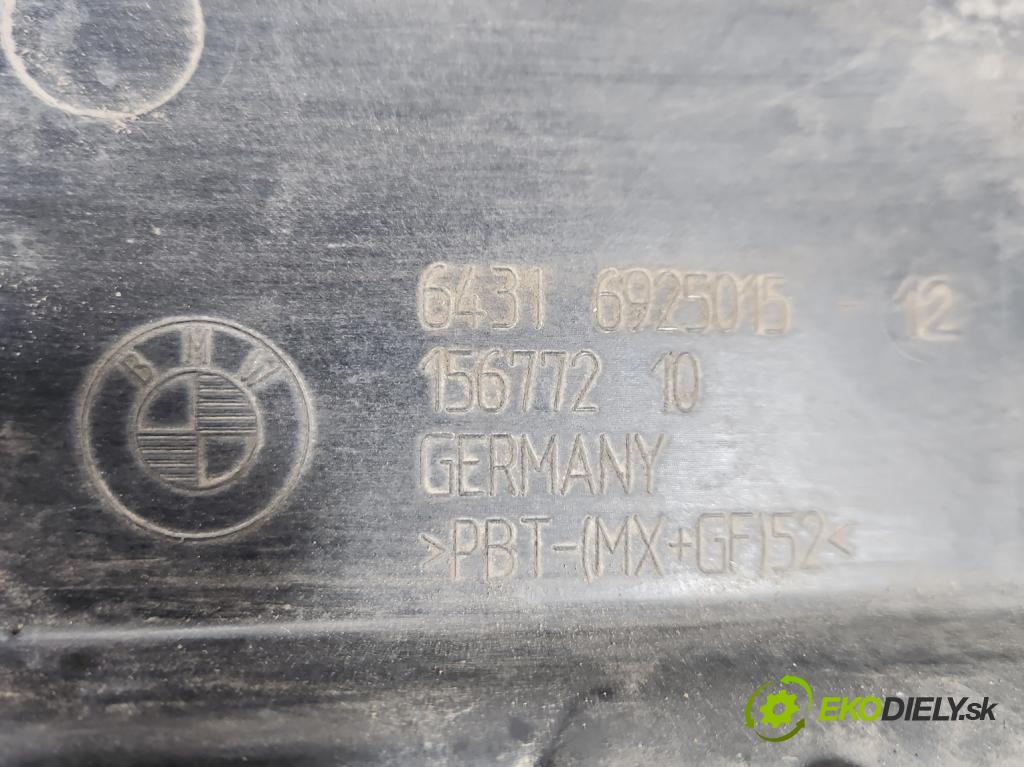 BMW
6431 6925015 - 12
156772 10
GERMANY
>PBT-(MX+GF)52<
EKODIELY.sk